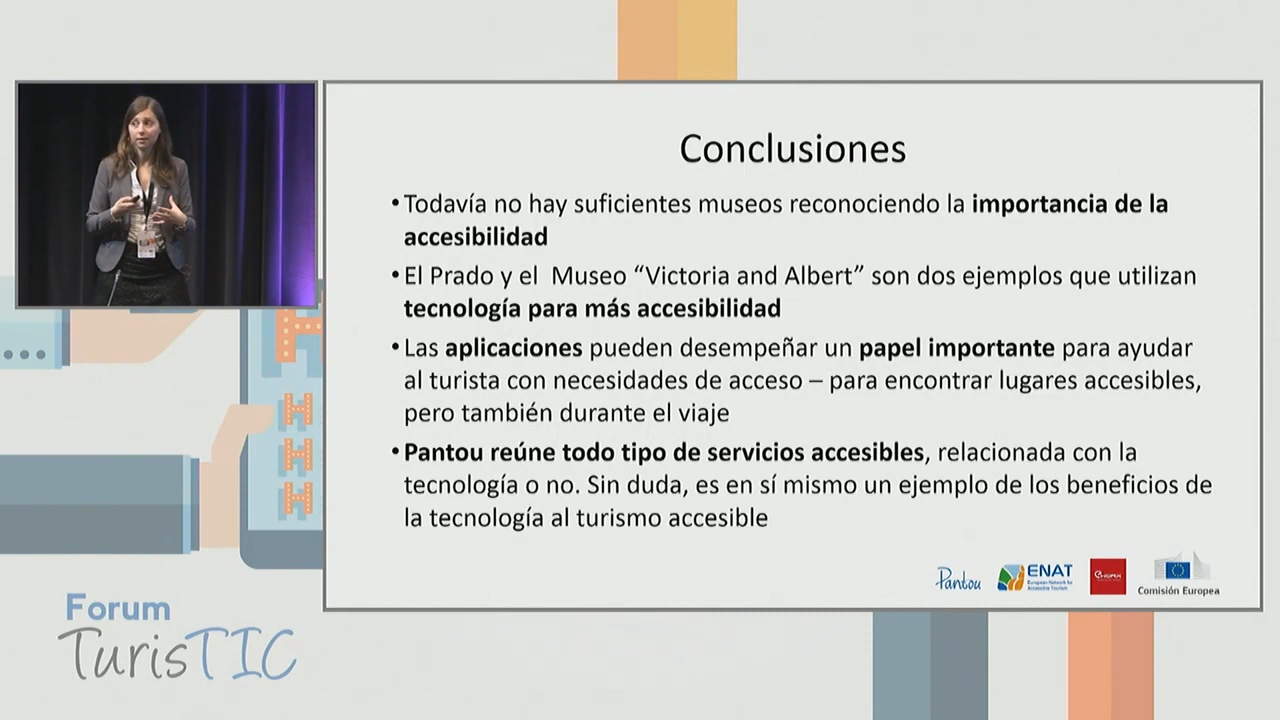 Conclusiones
• Todavía no hay suficientes museos reconociendo la importancia de la
accesibilidad
• El Prado y el Museo “Victoria and Albert” son dos ejemplos que utilizan
tecnología para más accesibilidad
• Las aplicaciones pueden desempeñar un papel importante para ayudar
al turista con necesidades de acceso – para encontrar lugares accesibles,
pero también durante el viaje
• Pantou reúne todo tipo de servicios accesibles, relacionada con la
tecnología o no. Sin duda, es en sí mismo un ejemplo de los beneficios de
la tecnología al turismo accesible
Pantou
ENAT
European Network for
Accessible Tourism
Comisión Europea
Forum
TurisTIC